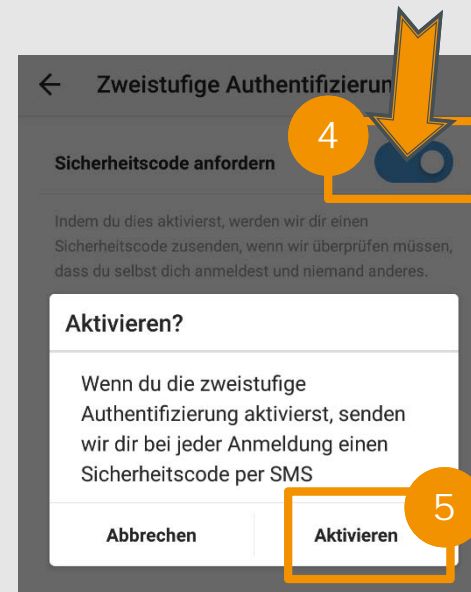 Zweistufige Authentifizierun
4
Sicherheitscode anfordern
Indem du dies aktivierst, werden wir dir einen
Sicherheitscode zusenden, wenn wir überprüfen müssen,
dass du selbst dich anmeldest und niemand anderes.
Aktivieren?
Wenn du die zweistufige
Authentifizierung aktivierst, senden
wir dir bei jeder Anmeldung einen
Sicherheitscode per SMS
5
Abbrechen Aktivieren